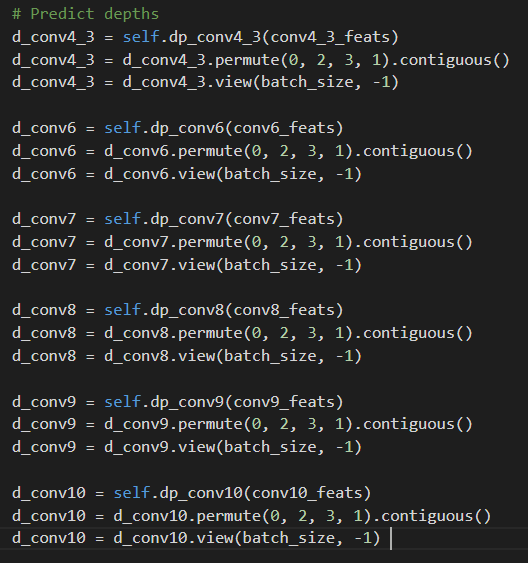 # Predict depths
d_conv4_3 = self.dp_conv4_3(conv4_3_feats)
d_conv4_3 = d_conv4_3.permute(0, 2, 3, 1).contiguous()
d_conv4_3 = d_conv4_3.view(batch_size, -1)

d_conv6 = self.dp_conv6(conv6_feats)
d_conv6 = d_conv6.permute(0, 2, 3, 1).contiguous()
d_conv6 = d_conv6.view(batch_size, -1)

d_conv7 = self.dp_conv7(conv7_feats)
d_conv7 = d_conv7.permute(0, 2, 3, 1).contiguous()
d_conv7 = d_conv7.view(batch_size, -1)

d_conv8 = self.dp_conv8(conv8_feats)
d_conv8 = d_conv8.permute(0, 2, 3, 1).contiguous()
d_conv8 = d_conv8.view(batch_size, -1)

d_conv9 = self.dp_conv9(conv9_feats)
d_conv9 = d_conv9.permute(0, 2, 3, 1).contiguous()
d_conv9 = d_conv9.view(batch_size, -1)

d_conv10 = self.dp_conv10(conv10_feats)
d_conv10 = d_conv10.permute(0, 2, 3, 1).contiguous()
d_conv10 = d_conv10.view(batch_size, -1)